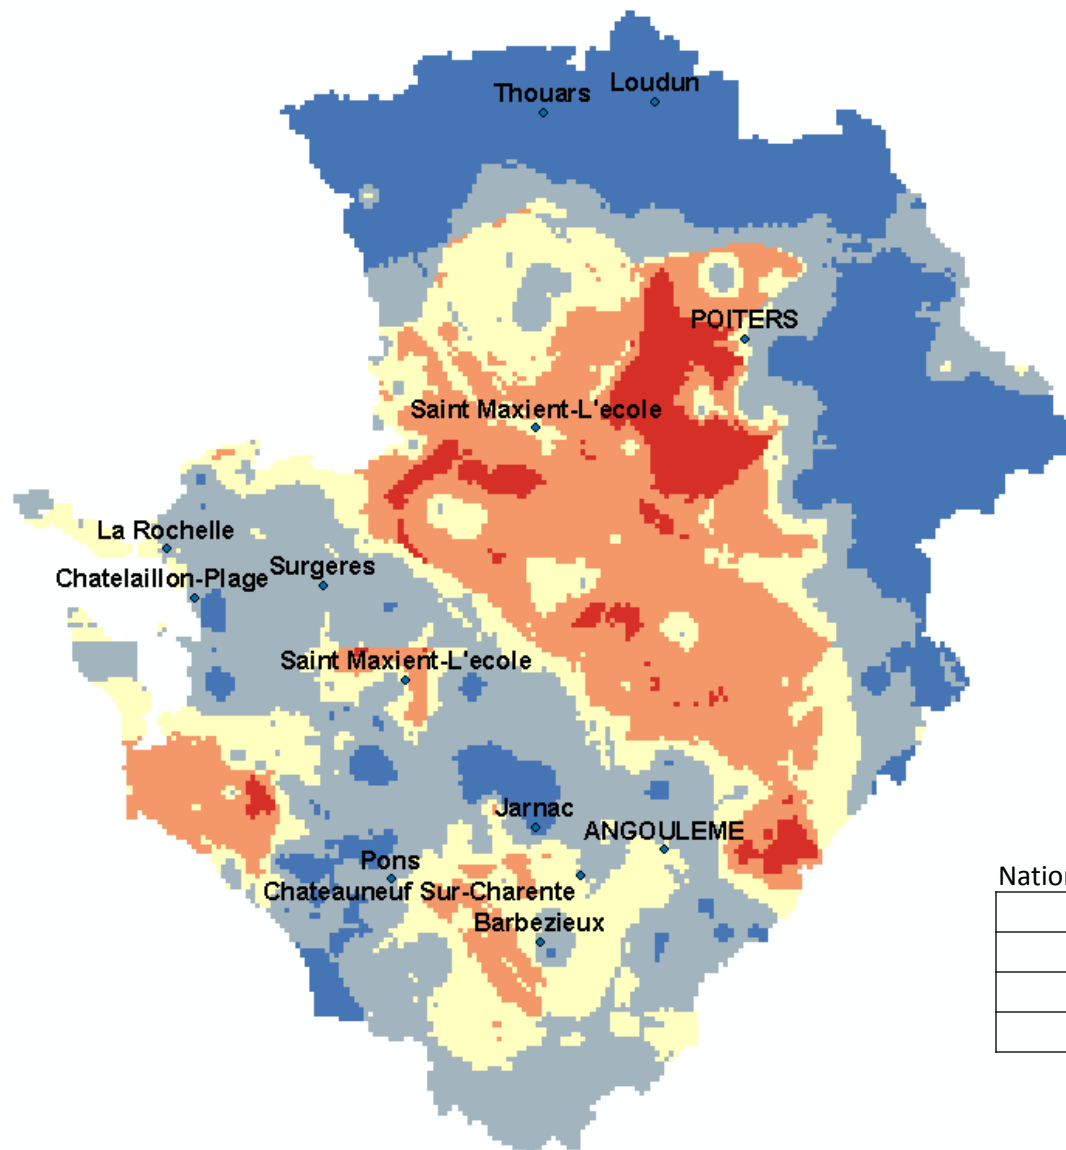 Loudun
Thouars
POITERS
Saint Maxient-L'ecole
La Rochelle
Surgeres
Chatelaillon-Plage
Saint Maxient-L'ecole
Jarnac
ANGOULEME
Pons
Chateauneuf Sur-Charente
Barbezieux
Nation